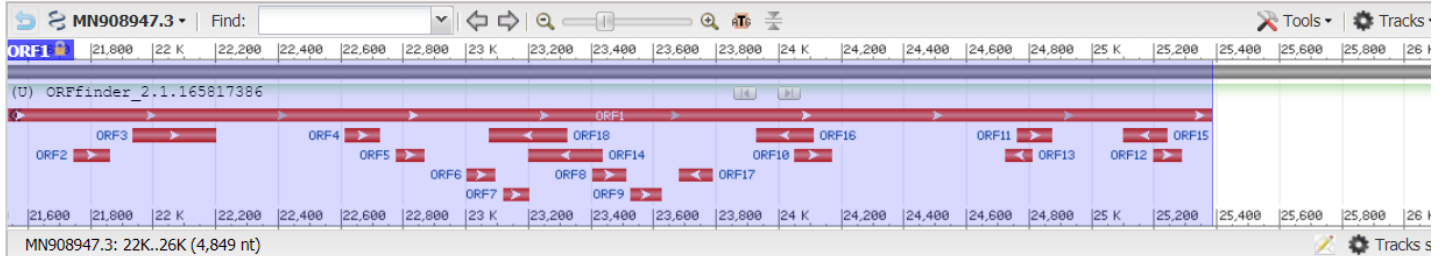 MN908947.3 Find: ATG Tools Tracks
ORF1 21,800 22 K 22,200 22,400 22,600 22,800 23 K 23,200 23,400 23,600 23,800 24 K 24,200 24,400 24,600 24,800 25 K 25,200 25,400 25,600 25,800 26
(U) ORFfinder_2.1.165817386
ORF1
ORF3 ORF4 ORF18 ORF16 ORF11 ORF15
ORF2 ORF5 ORF14 ORF10 ORF13 ORF12
ORF6 ORF8 ORF17
ORF7 ORF9
21,600 21,800 22 K 22,200 22,400 22,600 22,800 23 K 23,200 23,400 23,600 23,800 24 K 24,200 24,400 24,600 24,800 25 K 25,200 25,400 25,600 25,800 26
MN908947.3: 22K..26K (4,849 nt) Tracks s